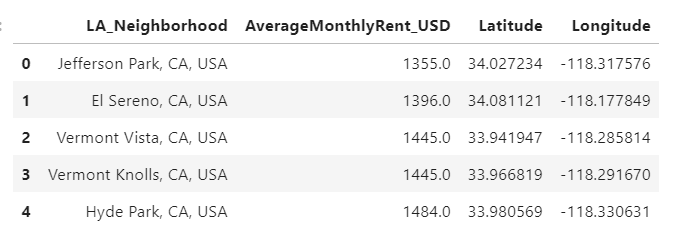 LA_Neighborhood AverageMonthlyRent_USD Latitude Longitude
0 Jefferson Park, CA, USA 1355.0 34.027234 -118.317576
1 El Sereno, CA, USA 1396.0 34.081121 -118.177849
2 Vermont Vista, CA, USA 1445.0 33.941947 -118.285814
3 Vermont Knolls, CA, USA 1445.0 33.966819 -118.291670
4 Hyde Park, CA, USA 1484.0 33.980569 -118.330631